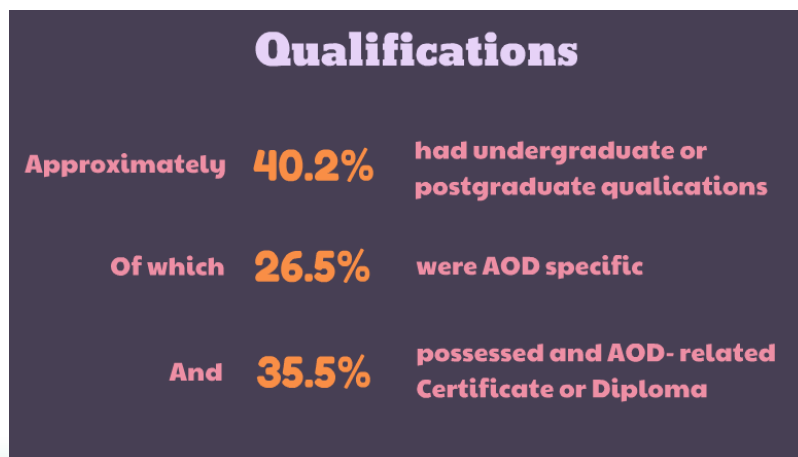 Qualifications
Approximately 40.2% had undergraduate or
postgraduate qualications
Of which 26.5% were AOD specific
And 35.5% possessed and AOD- related
Certificate or Diploma